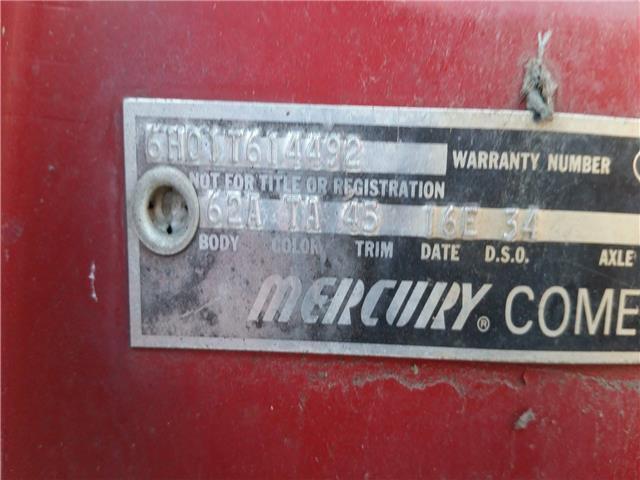 6H01T614492 WARRANTY NUMBER
NOT FOR TITLE OR REGISTRATION
62A TA 45 16E 34
BODY COLOR TRIM DATE D.S.O. AXLE
MERCURY® COME